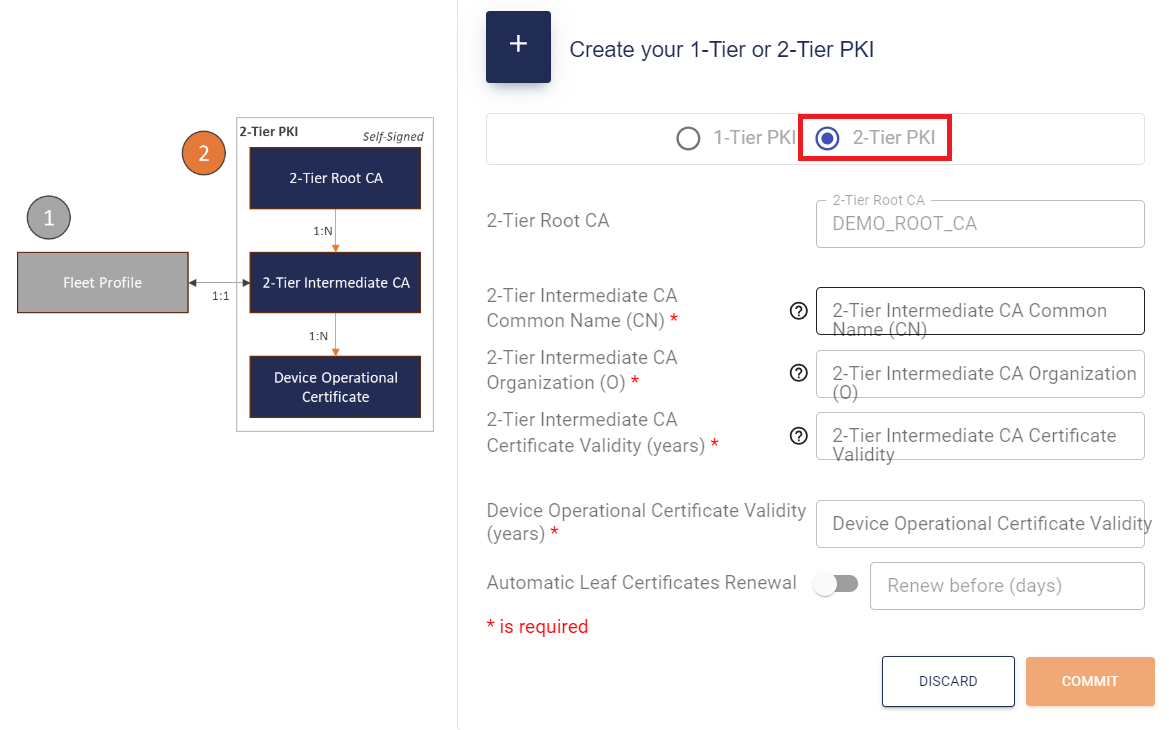 2-Tier PKI
Self-Signed
2
2-Tier Root CA
1:N
1
Fleet Profile
1:1
2-Tier Intermediate CA
1:N
Device Operational
Certificate
+
Create your 1-Tier or 2-Tier PKI
1-Tier PKI
2-Tier PKI
2-Tier Root CA
2-Tier Root CA
DEMO_ROOT_CA
2-Tier Intermediate CA
Common Name (CN) *
?
2-Tier Intermediate CA Common
Name (CN)
2-Tier Intermediate CA
Organization (O) *
?
2-Tier Intermediate CA Organization
(O)
2-Tier Intermediate CA
Certificate Validity (years) *
?
2-Tier Intermediate CA Certificate
Validity
Device Operational Certificate Validity
(years) *
Device Operational Certificate Validity
Automatic Leaf Certificates Renewal
Renew before (days)
* is required
DISCARD
COMMIT